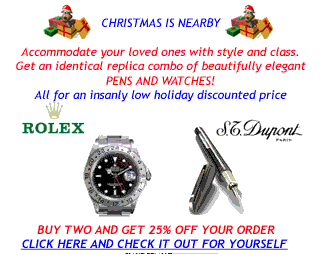 CHRISTMAS IS NEARBY
Accommodate your loved ones with style and class.
Get an identical replica combo of beautifully elegant
PENS AND WATCHES!
All for an insanly low holiday discounted price
ROLEX
S.T. Dupont
PARIS
BUY TWO AND GET 25% OFF YOUR ORDER
CLICK HERE AND CHECK IT OUT FOR YOURSELF